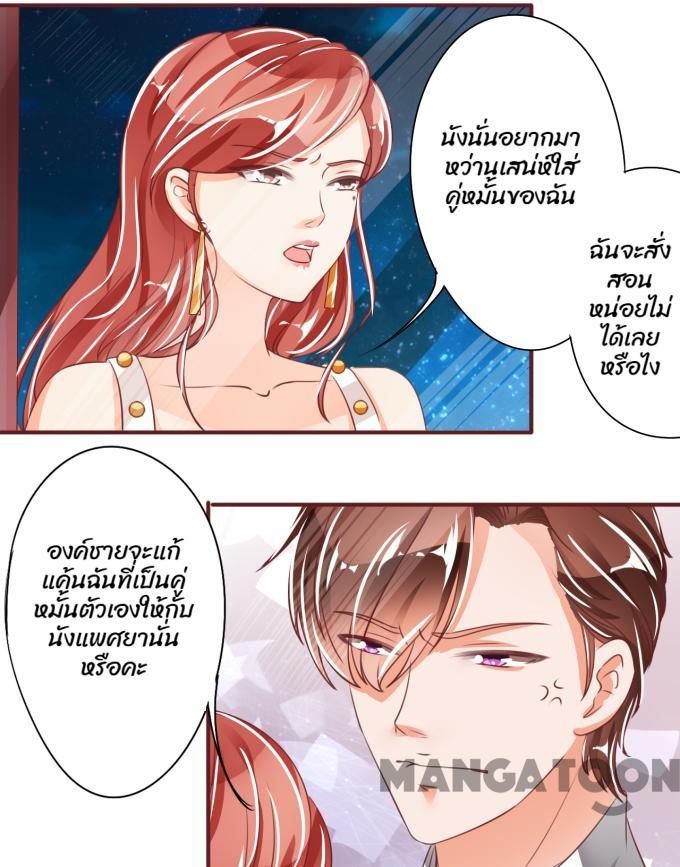 นังนั่นอยากมา
หว่านเสน่ห์ใส่
คู่หมั้นของฉัน
ฉันจะสั่ง
สอน
หน่อยไม่
ได้เลย
หรือไง
องค์ชายจะแก้
แค้นฉันที่เป็นคู่
หมั้นตัวเองให้กับ
นังแพศยานั่น
หรือคะ
MANGATOON